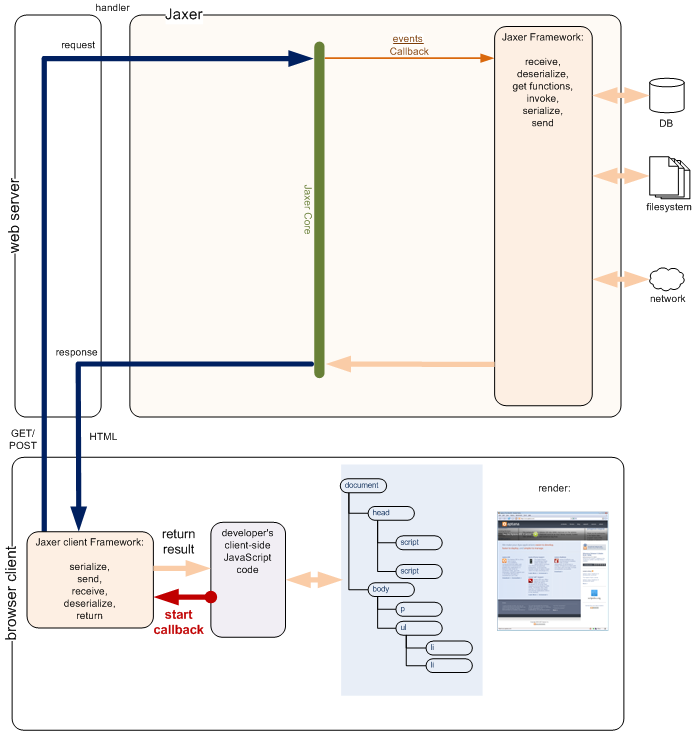 handler
Jaxer
request
events
Callback
Jaxer Framework:
receive,
deserialize,
get functions,
invoke,
serialize,
send
DB
web server
Jaxer Core
filesystem
network
response
GET/
POST
HTML
browser client
Jaxer client Framework:
serialize,
send,
receive,
deserialize,
return
return
result
start
callback
developer's
client-side
JavaScript
code
document
head
script
script
body
p
ul
li
li
render:
aptana